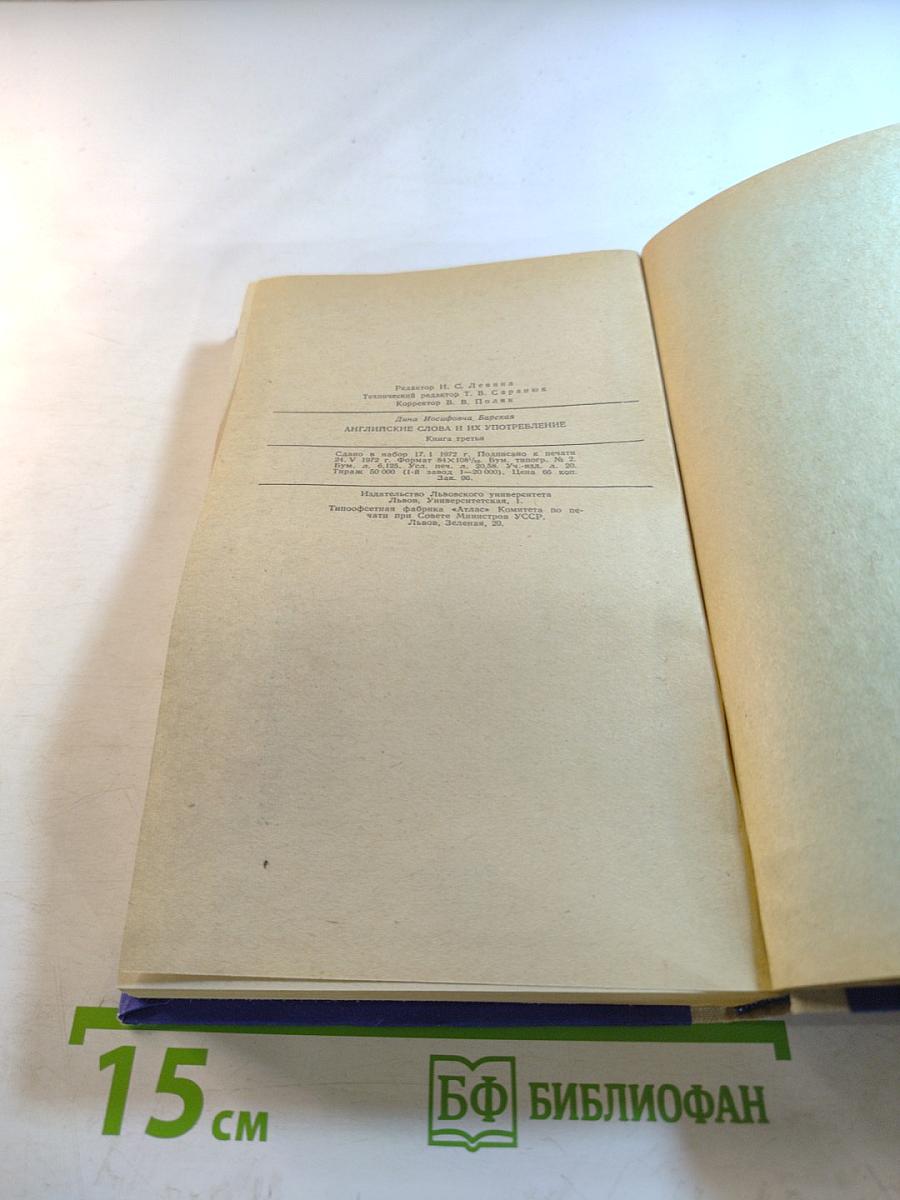 Редактор И. С. Левина
Технический редактор Т. В. Саранюк
Корректор В. В. Поляк
Дина Иосифовна Барская
АНГЛИЙСКИЕ СЛОВА И ИХ УПОТРЕБЛЕНИЕ
Книга третья
Сдано в набор 17. I 1972 г. Подписано к печати
24. V 1972 г. Формат 84×108¹/₃₂. Бум. типогр. № 2.
Бум. л. 6,125. Усл. печ. л. 20,58. Уч.-изд. л. 20.
Тираж 50 000 (1-й завод 1—20 000). Цена 66 коп.
Зак. 96.
Издательство Львовского университета
Львов, Университетская, 1.
Типоофсетная фабрика «Атлас» Комитета по пе-
чати при Совете Министров УССР.
Львов, Зеленая, 20.
15 см
БФ БИБЛИОФАН